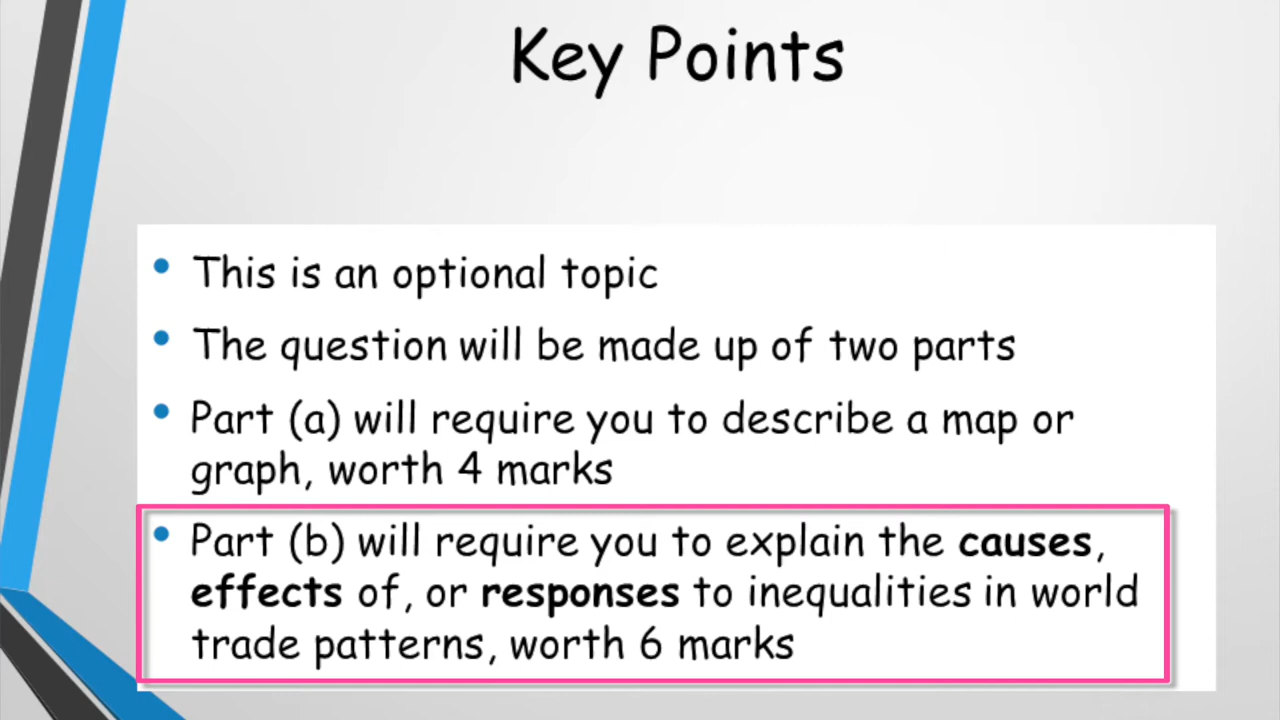 Key Points
• This is an optional topic
• The question will be made up of two parts
• Part (a) will require you to describe a map or
graph, worth 4 marks
• Part (b) will require you to explain the causes,
effects of, or responses to inequalities in world
trade patterns, worth 6 marks